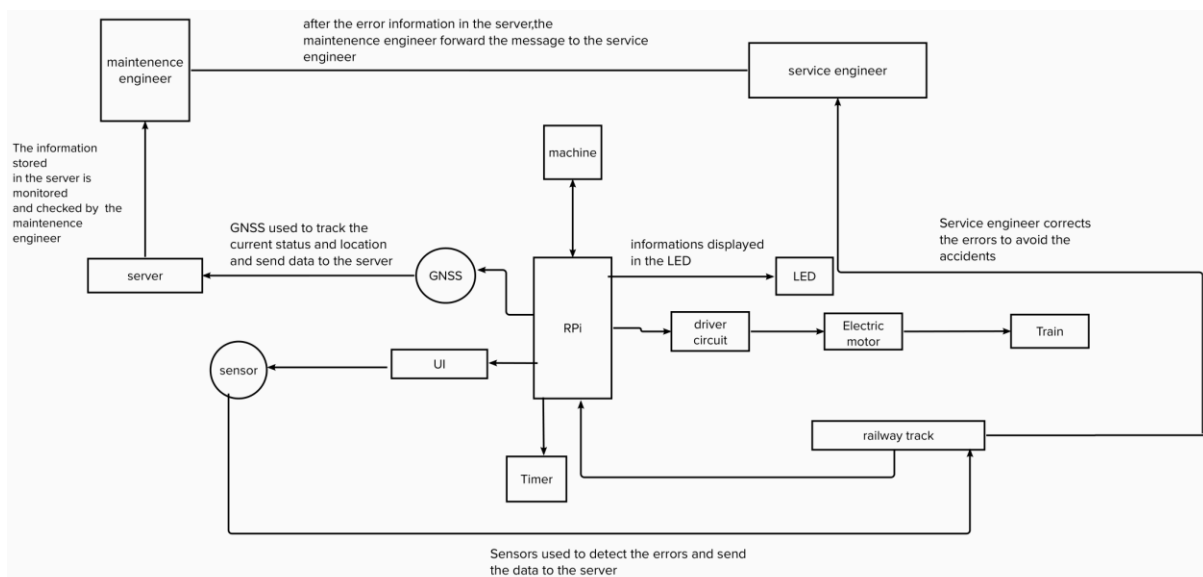 after the error information in the server,the
maintenence engineer forward the message to the service
engineer
maintenence
engineer
service engineer
machine
The information
stored
in the server is
monitored
and checked by the
maintenence
engineer
GNSS used to track the
current status and location
and send data to the server
informations displayed
in the LED
Service engineer corrects
the errors to avoid the
accidents
server
GNSS
LED
RPi
driver
circuit
Electric
motor
Train
sensor
UI
railway track
Timer
Sensors used to detect the errors and send
the data to the server